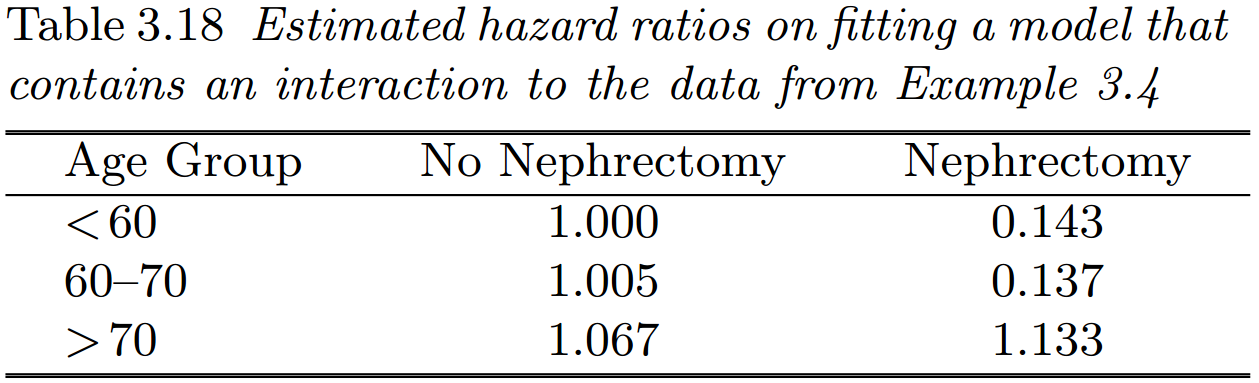 Table 3.18 Estimated hazard ratios on fitting a model that
contains an interaction to the data from Example 3.4
Age Group No Nephrectomy Nephrectomy
<60 1.000 0.143
60–70 1.005 0.137
>70 1.067 1.133